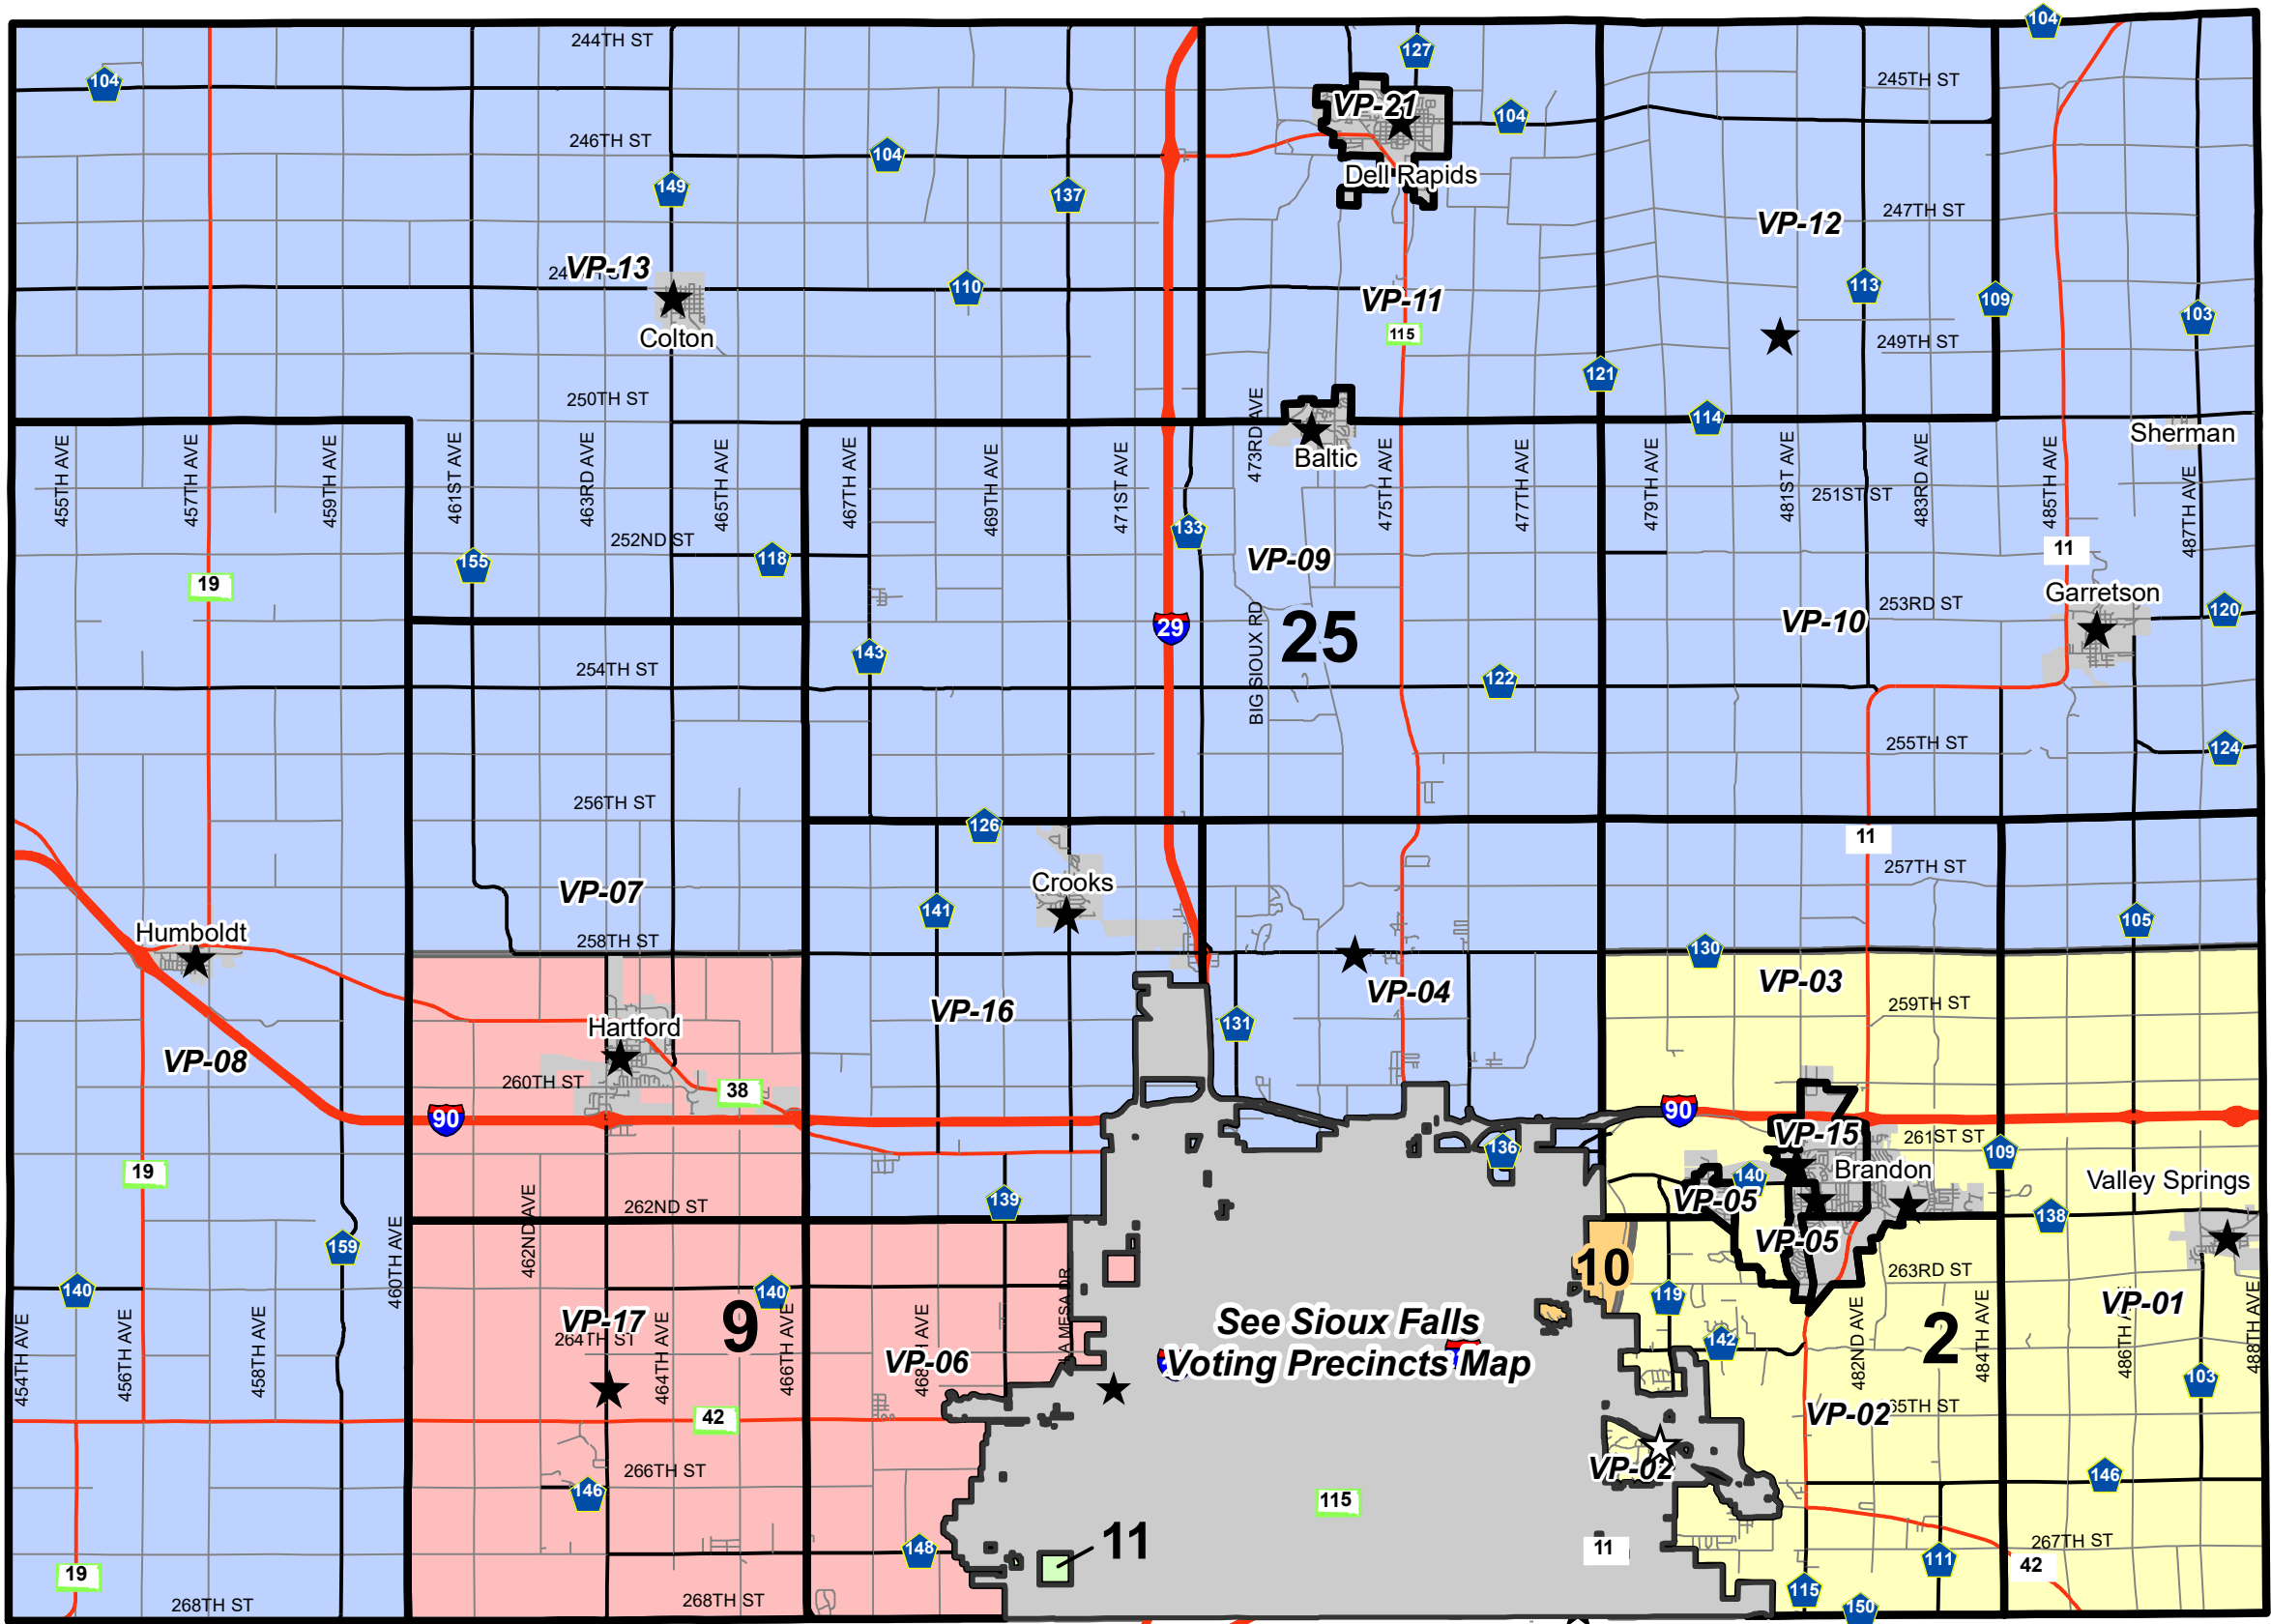 104
244TH ST
127
245TH ST
104
VP-21
104
246TH ST
104
149
137
Dell Rapids
VP-12
247TH ST
VP-13
110
VP-11
113
109
103
Colton
115
249TH ST
121
250TH ST
114
Sherman
473RD AVE
Baltic
455TH AVE
457TH AVE
459TH AVE
461ST AVE
463RD AVE
465TH AVE
467TH AVE
469TH AVE
471ST AVE
475TH AVE
477TH AVE
479TH AVE
481ST AVE
483RD AVE
485TH AVE
487TH AVE
251ST ST
133
252ND ST
155
118
VP-09
11
19
Garretson
253RD ST
120
VP-10
29
25
BIG SIOUX RD
143
254TH ST
122
255TH ST
124
256TH ST
126
11
257TH ST
VP-07
Crooks
141
105
Humboldt
258TH ST
130
VP-03
VP-04
VP-16
259TH ST
Hartford
131
VP-08
260TH ST
38
90
90
VP-15
261ST ST
136
109
19
Brandon
140
Valley Springs
VP-05
139
262ND ST
462ND AVE
138
159
460TH AVE
VP-05
10
263RD ST
140
140
119
LA MESA DR
VP-17
9
264TH ST
See Sioux Falls
Voting Precincts Map
VP-01
142
2
454TH AVE
456TH AVE
458TH AVE
464TH AVE
466TH AVE
VP-06
482ND AVE
484TH AVE
488TH AVE
103
42
VP-02
65TH ST
266TH ST
VP-02
146
146
115
11
148
11
267TH ST
111
42
19
268TH ST
268TH ST
115
150